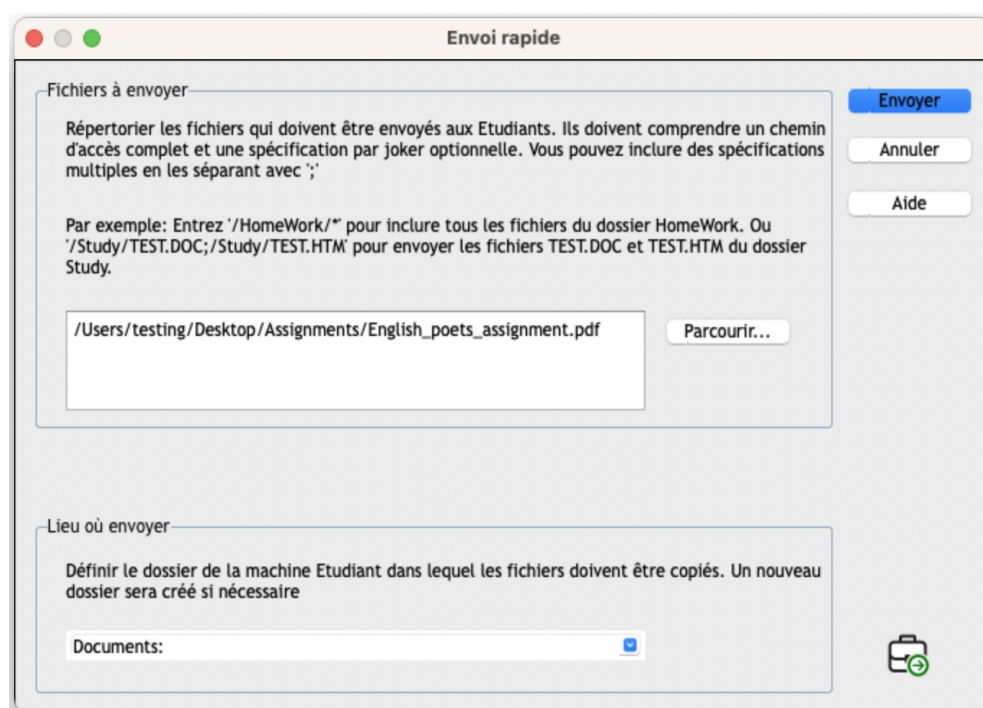 Envoi rapide
Fichiers à envoyer
Répertorier les fichiers qui doivent être envoyés aux Etudiants. Ils doivent comprendre un chemin
d'accès complet et une spécification par joker optionnelle. Vous pouvez inclure des spécifications
multiples en les séparant avec ';'
Par exemple: Entrez '/HomeWork/*' pour inclure tous les fichiers du dossier HomeWork. Ou
'/Study/TEST.DOC;/Study/TEST.HTM' pour envoyer les fichiers TEST.DOC et TEST.HTM du dossier
Study.
/Users/testing/Desktop/Assignments/English_poets_assignment.pdf
Parcourir...
Envoyer
Annuler
Aide
Lieu où envoyer
Définir le dossier de la machine Etudiant dans lequel les fichiers doivent être copiés. Un nouveau
dossier sera créé si nécessaire
Documents: